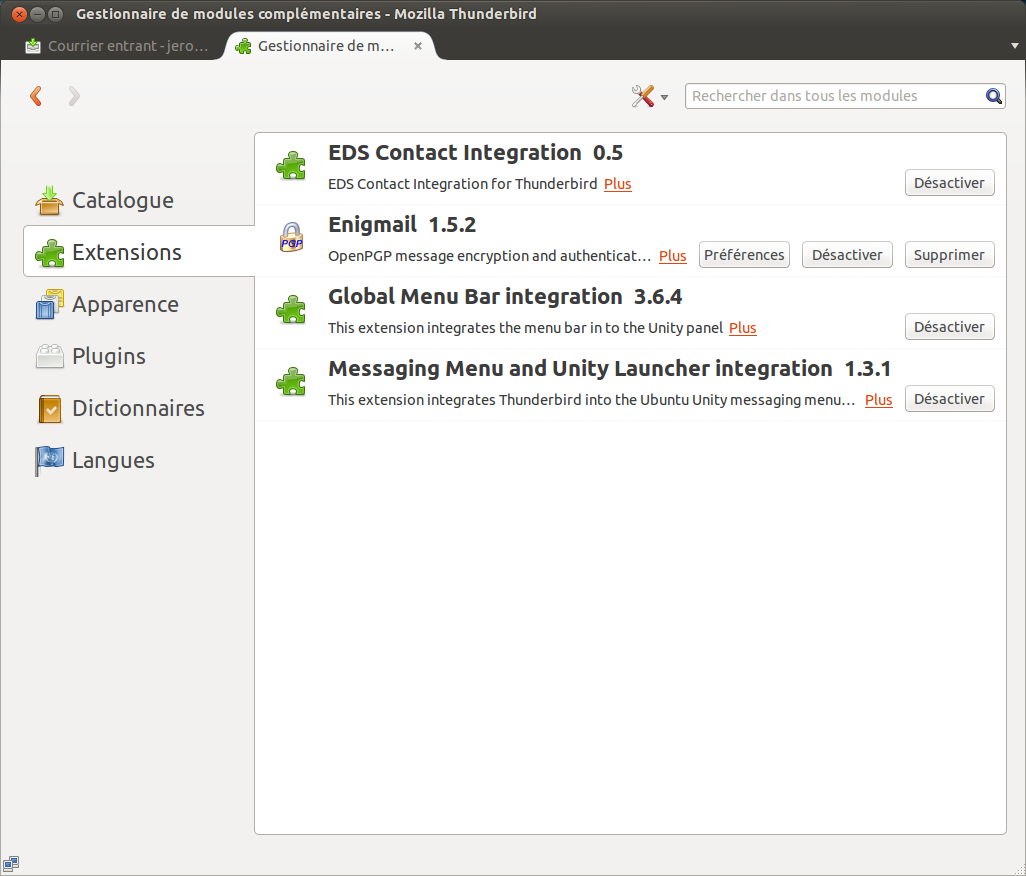 Gestionnaire de modules complémentaires - Mozilla Thunderbird
Courrier entrant - jero…
Gestionnaire de m…
Rechercher dans tous les modules
Catalogue
Extensions
Apparence
Plugins
Dictionnaires
Langues
EDS Contact Integration 0.5
EDS Contact Integration for Thunderbird Plus Désactiver
Enigmail 1.5.2
PGP OpenPGP message encryption and authenticat… Plus Préférences Désactiver Supprimer
Global Menu Bar integration 3.6.4
This extension integrates the menu bar in to the Unity panel Plus Désactiver
Messaging Menu and Unity Launcher integration 1.3.1
This extension integrates Thunderbird into the Ubuntu Unity messaging menu… Plus Désactiver